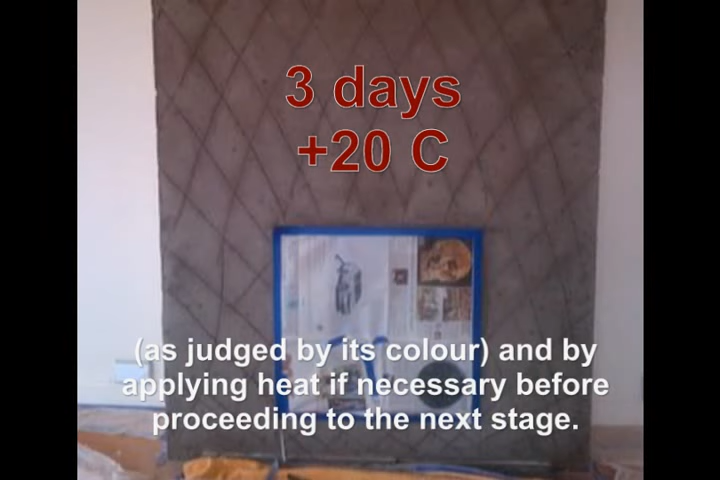 3 days
+20 C
(as judged by its colour) and by
applying heat if necessary before
proceeding to the next stage.